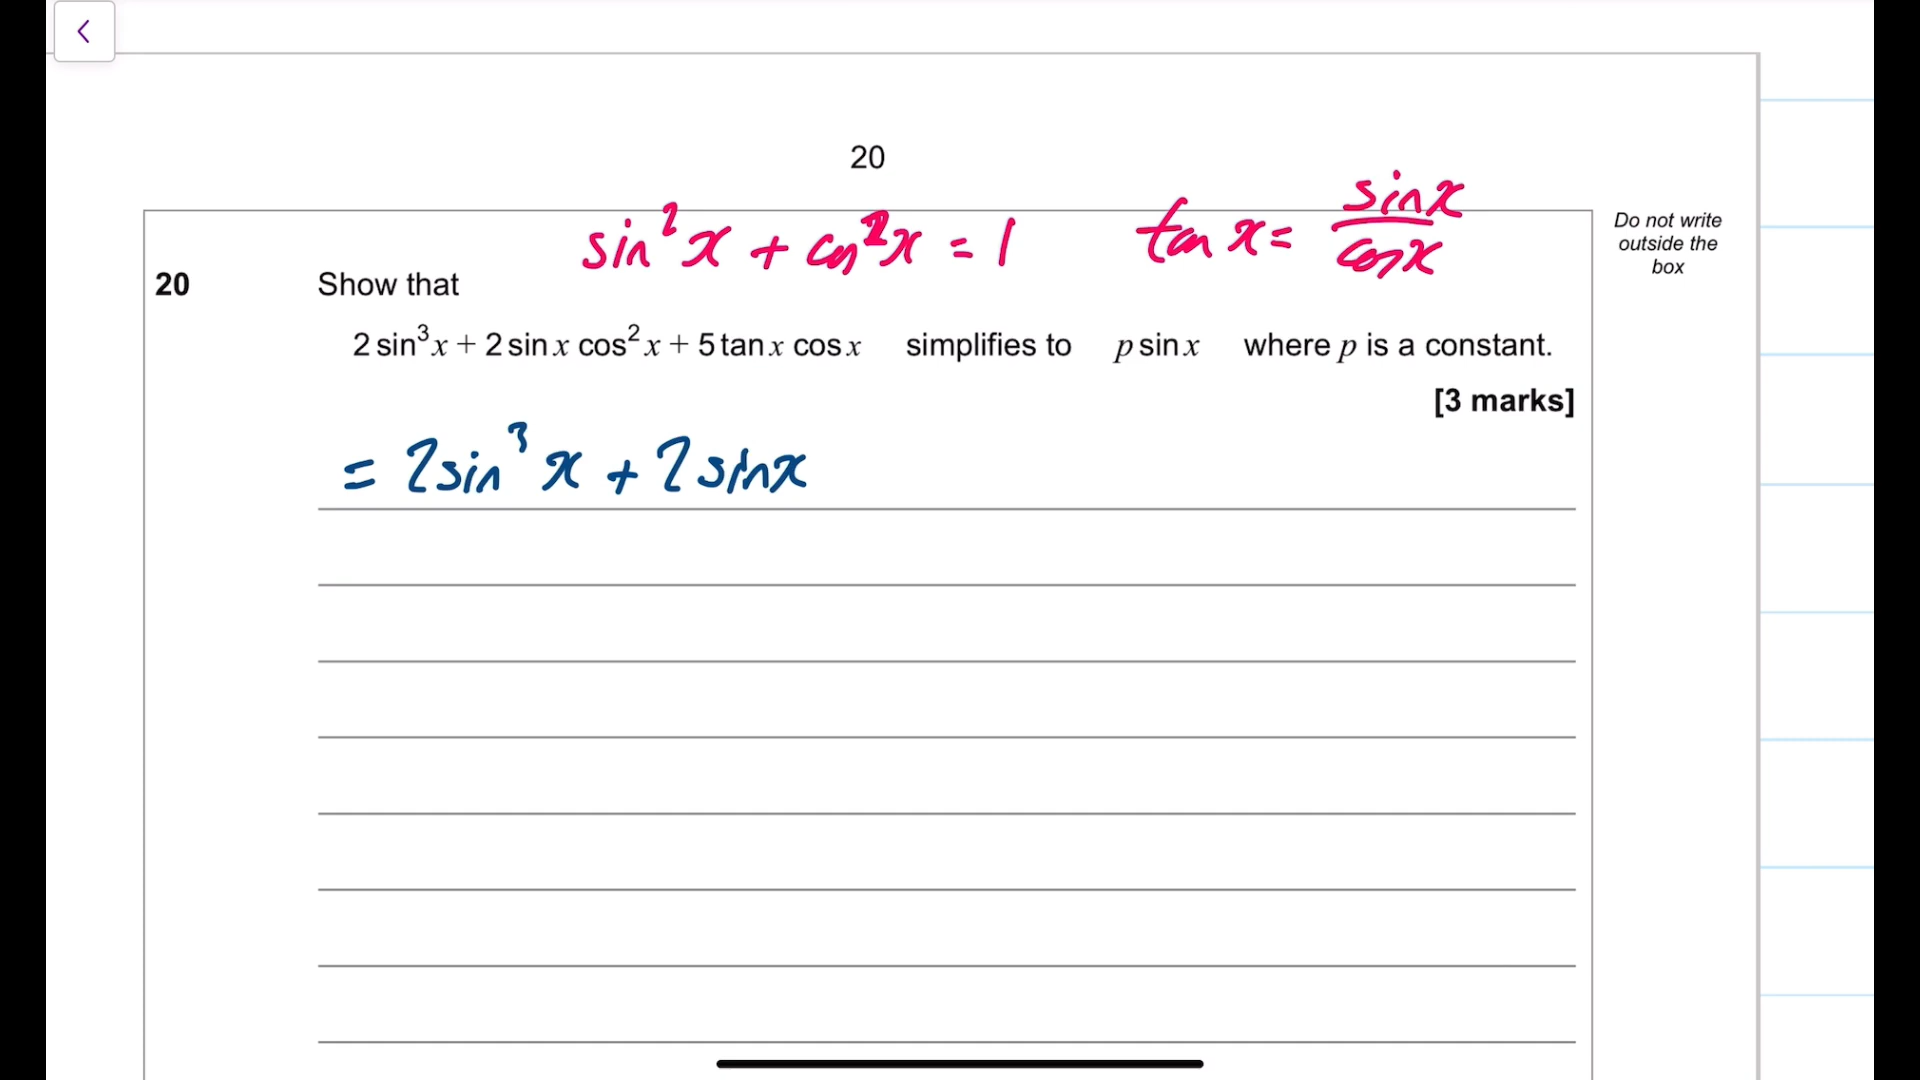 20
sin²x + cos²x = 1 tan x = sinx/cosx
Do not write
outside the
box
20 Show that
2 sin³x + 2 sin x cos²x + 5 tan x cos x simplifies to p sin x where p is a constant.
[3 marks]
= 2sin³x + 2sinx